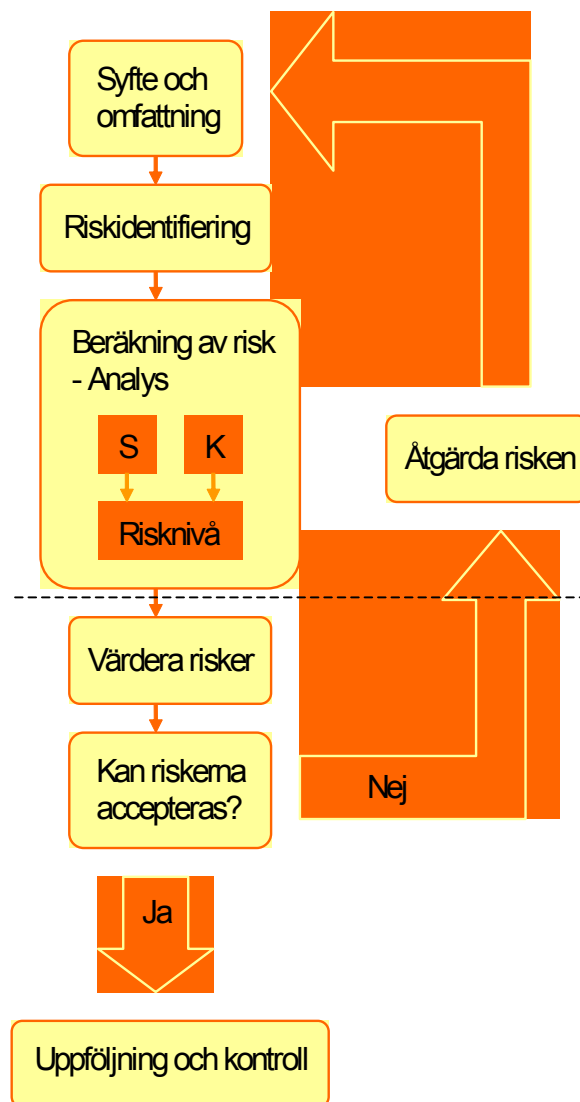 Syfte och
omfattning
Riskidentifiering
Beräkning av risk
- Analys
S
K
Risknivå
Åtgärda risken
Värdera risker
Kan riskerna
accepteras?
Nej
Ja
Uppföljning och kontroll